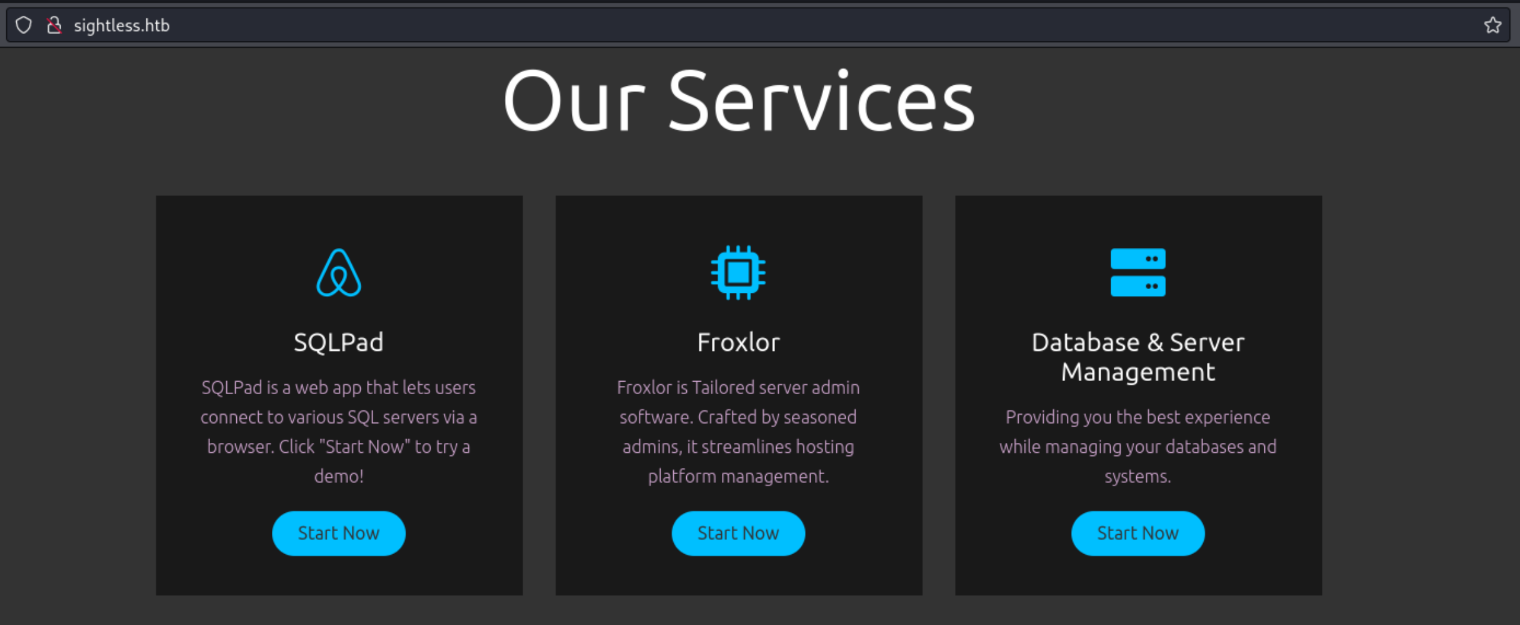 sightless.htb
Our Services
SQLPad
SQLPad is a web app that lets users
connect to various SQL servers via a
browser. Click "Start Now" to try a
demo!
Start Now
Froxlor
Froxlor is Tailored server admin
software. Crafted by seasoned
admins, it streamlines hosting
platform management.
Start Now
Database & Server
Management
Providing you the best experience
while managing your databases and
systems.
Start Now